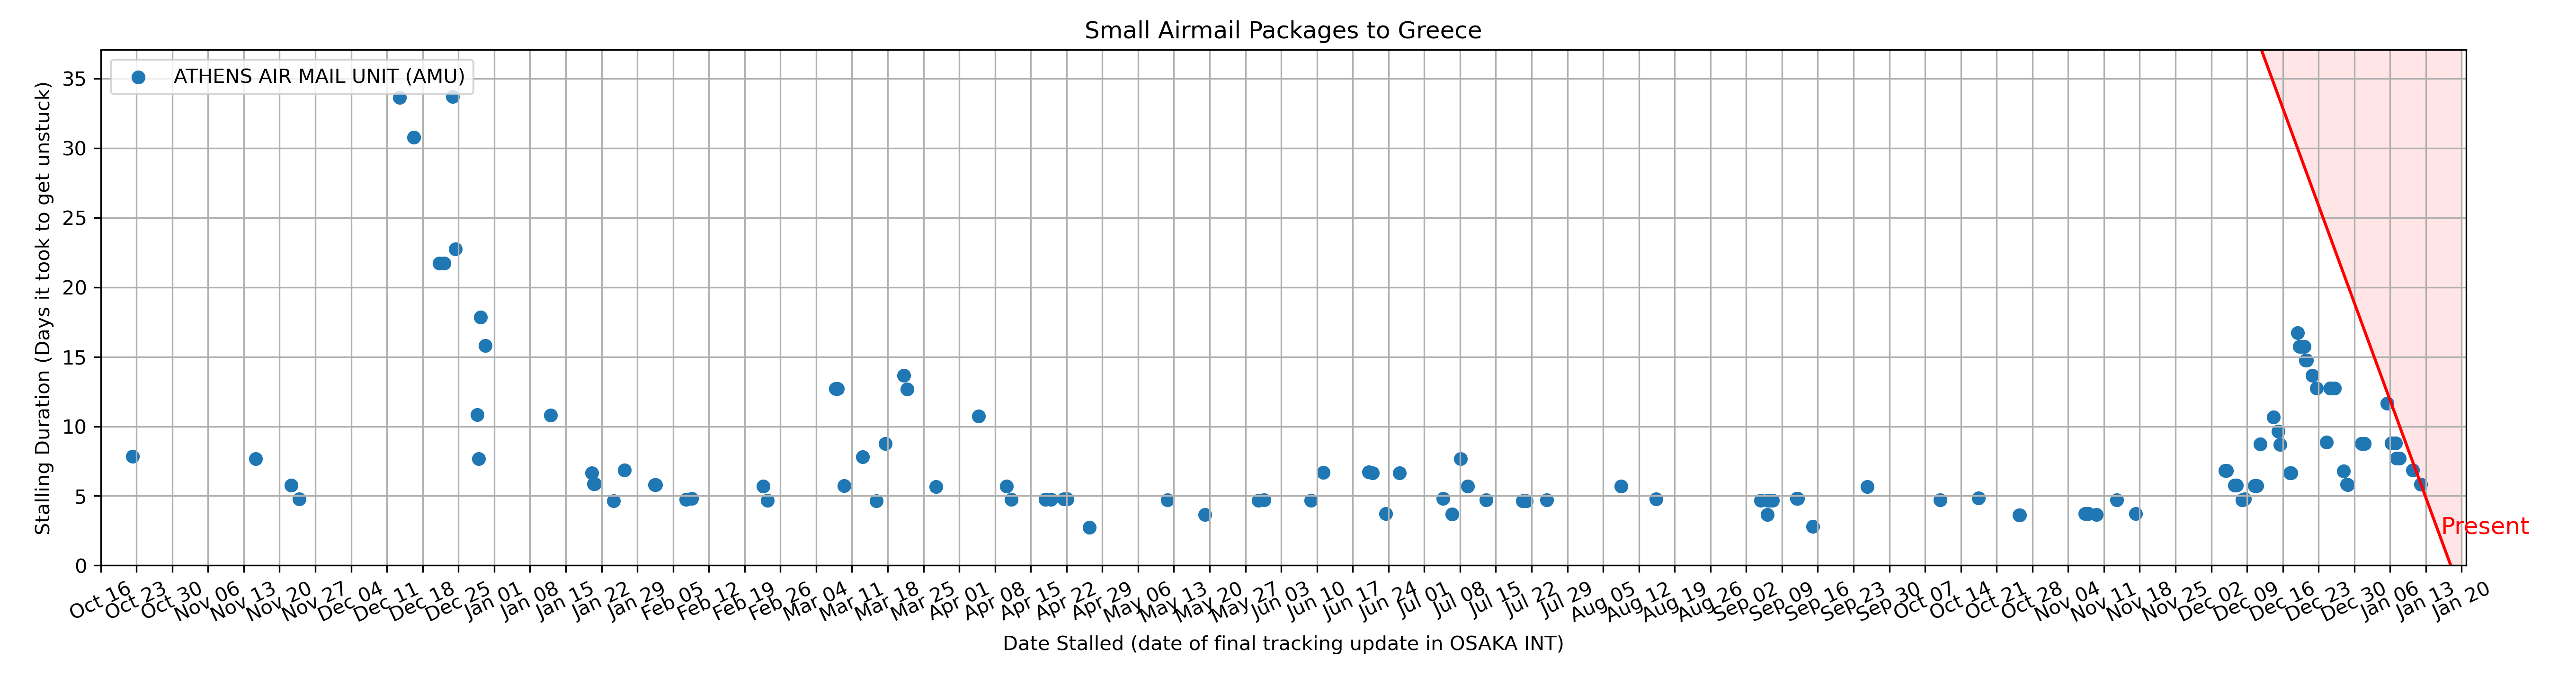 Small Airmail Packages to Greece
ATHENS AIR MAIL UNIT (AMU)
Stalling Duration (Days it took to get unstuck)
35
30
25
20
15
10
5
0
Present
Oct 16 Oct 23 Oct 30 Nov 06 Nov 13 Nov 20 Nov 27 Dec 04 Dec 11 Dec 18 Dec 25 Jan 01 Jan 08 Jan 15 Jan 22 Jan 29 Feb 05 Feb 12 Feb 19 Feb 26 Mar 04 Mar 11 Mar 18 Mar 25 Apr 01 Apr 08 Apr 15 Apr 22 Apr 29 May 06 May 13 May 20 May 27 Jun 03 Jun 10 Jun 17 Jun 24 Jul 01 Jul 08 Jul 15 Jul 22 Jul 29 Aug 05 Aug 12 Aug 19 Aug 26 Sep 02 Sep 09 Sep 16 Sep 23 Sep 30 Oct 07 Oct 14 Oct 21 Oct 28 Nov 04 Nov 11 Nov 18 Nov 25 Dec 02 Dec 09 Dec 16 Dec 23 Dec 30 Jan 06 Jan 13 Jan 20
Date Stalled (date of final tracking update in OSAKA INT)